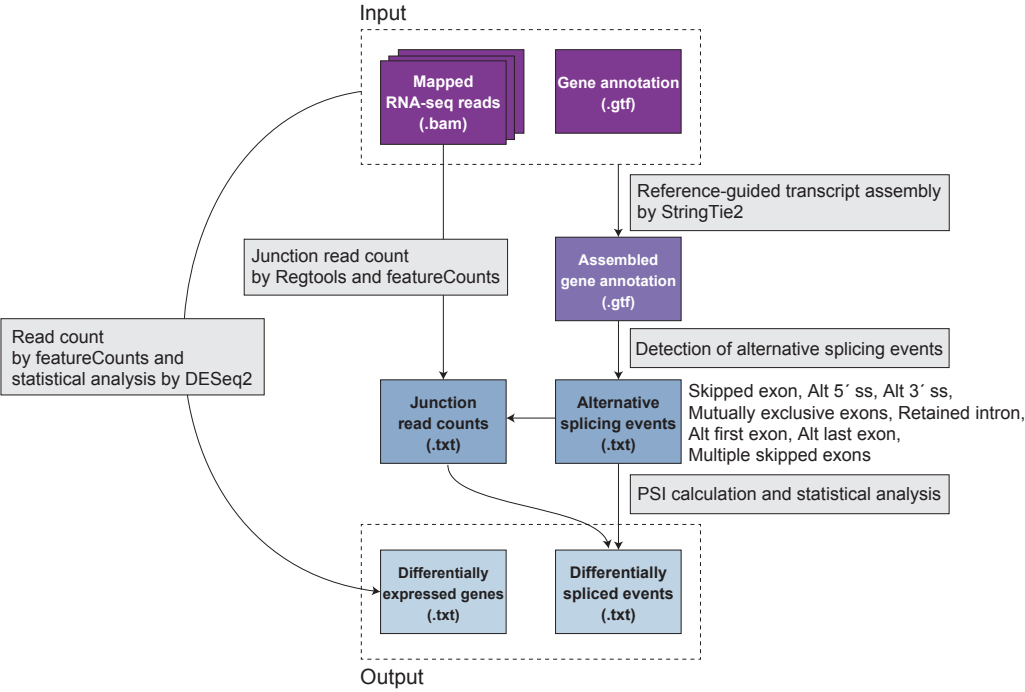 Input
Mapped
RNA-seq reads
(.bam)
Gene annotation
(.gtf)
Reference-guided transcript assembly
by StringTie2
Junction read count
by Regtools and featureCounts
Assembled
gene annotation
(.gtf)
Read count
by featureCounts and
statistical analysis by DESeq2
Detection of alternative splicing events
Junction
read counts
(.txt)
Alternative
splicing events
(.txt)
Skipped exon, Alt 5´ ss, Alt 3´ ss,
Mutually exclusive exons, Retained intron,
Alt first exon, Alt last exon,
Multiple skipped exons
PSI calculation and statistical analysis
Differentially
expressed genes
(.txt)
Differentially
spliced events
(.txt)
Output